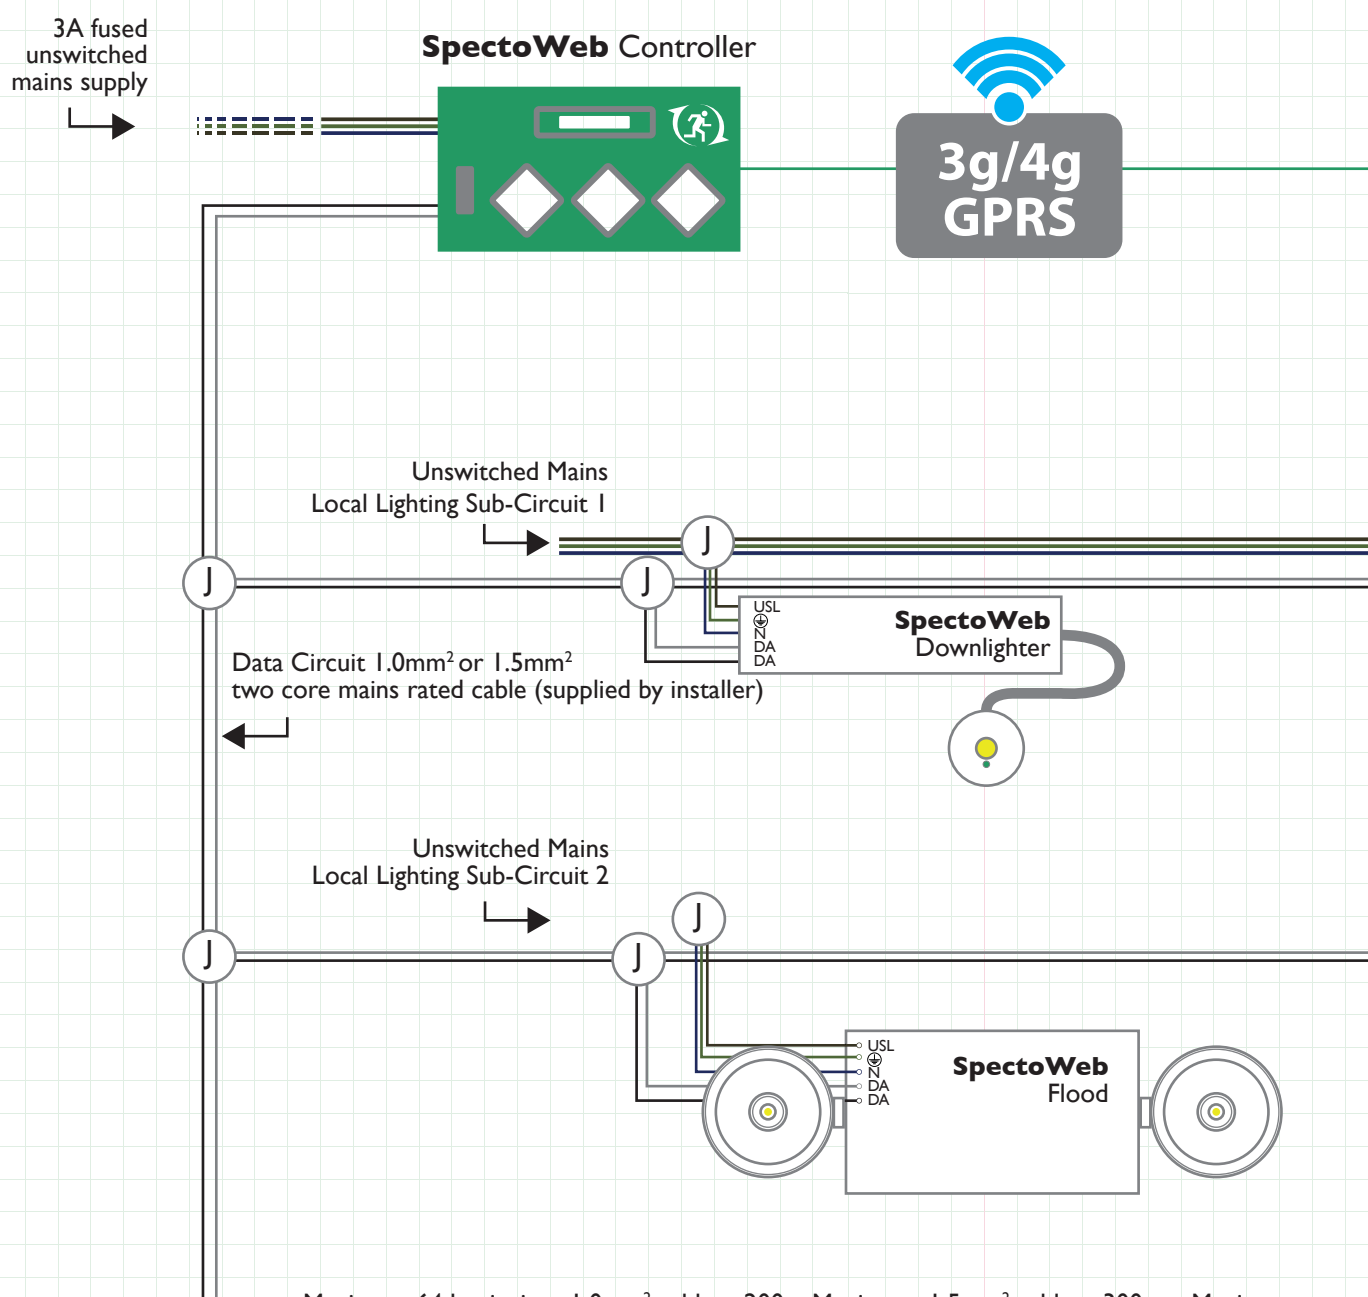 3A fused
unswitched
mains supply
SpectoWeb Controller
3g/4g
GPRS
Unswitched Mains
Local Lighting Sub-Circuit 1
J
J
J
USL
N
DA
DA
SpectoWeb
Downlighter
Data Circuit 1.0mm² or 1.5mm²
two core mains rated cable (supplied by installer)
Unswitched Mains
Local Lighting Sub-Circuit 2
J
J
J
USL
N
DA
DA
SpectoWeb
Flood